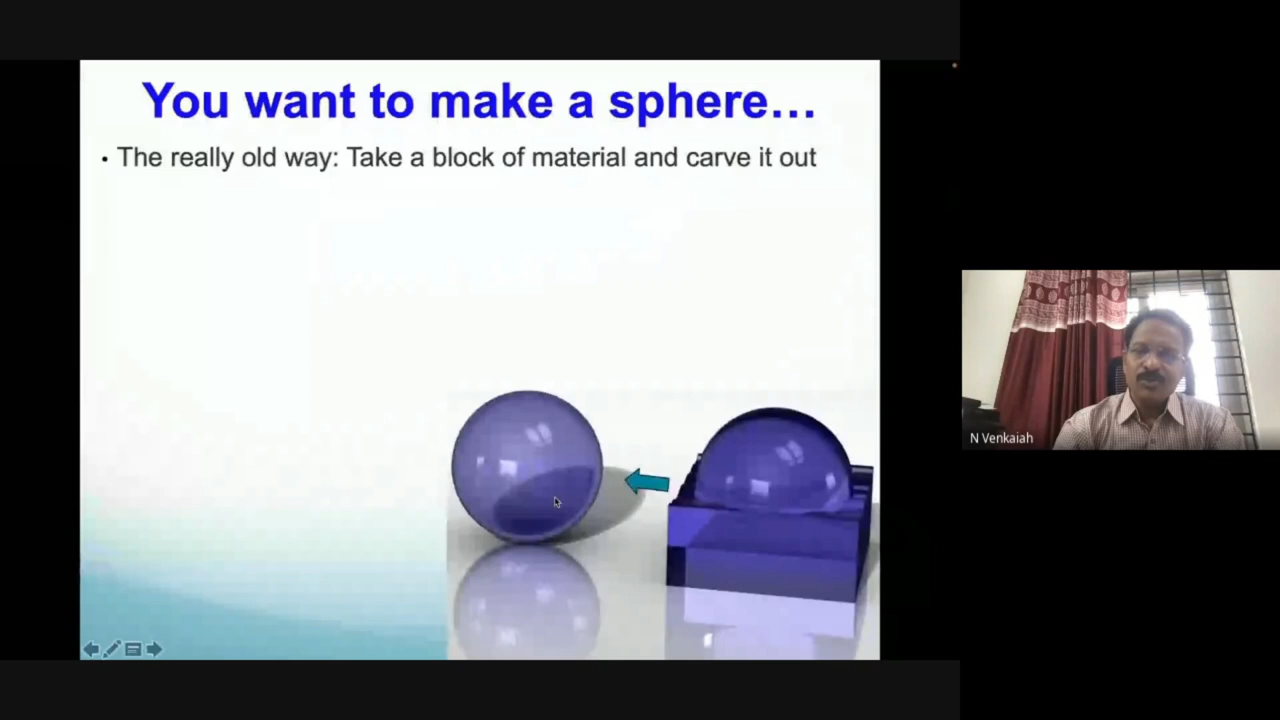 You want to make a sphere...
• The really old way: Take a block of material and carve it out
N Venkaiah